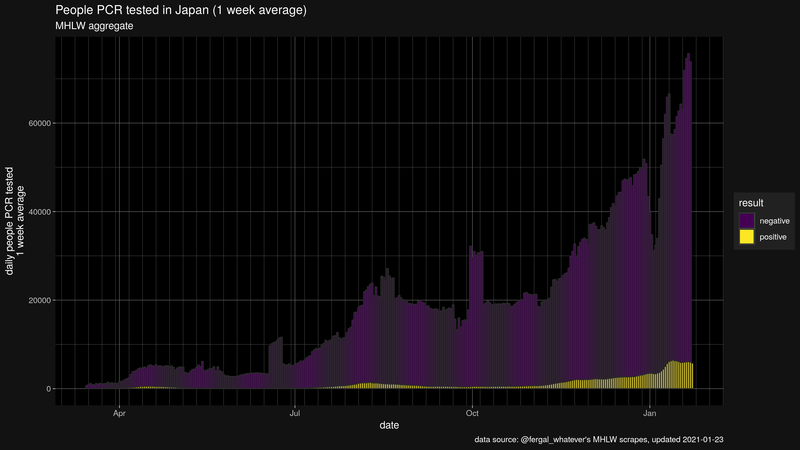 People PCR tested in Japan (1 week average)
MHLW aggregate
daily people PCR tested
1 week average
60000
40000
20000
0
Apr
Jul
Oct
Jan
date
result
negative
positive
data source: @fergal_whatever's MHLW scrapes, updated 2021-01-23